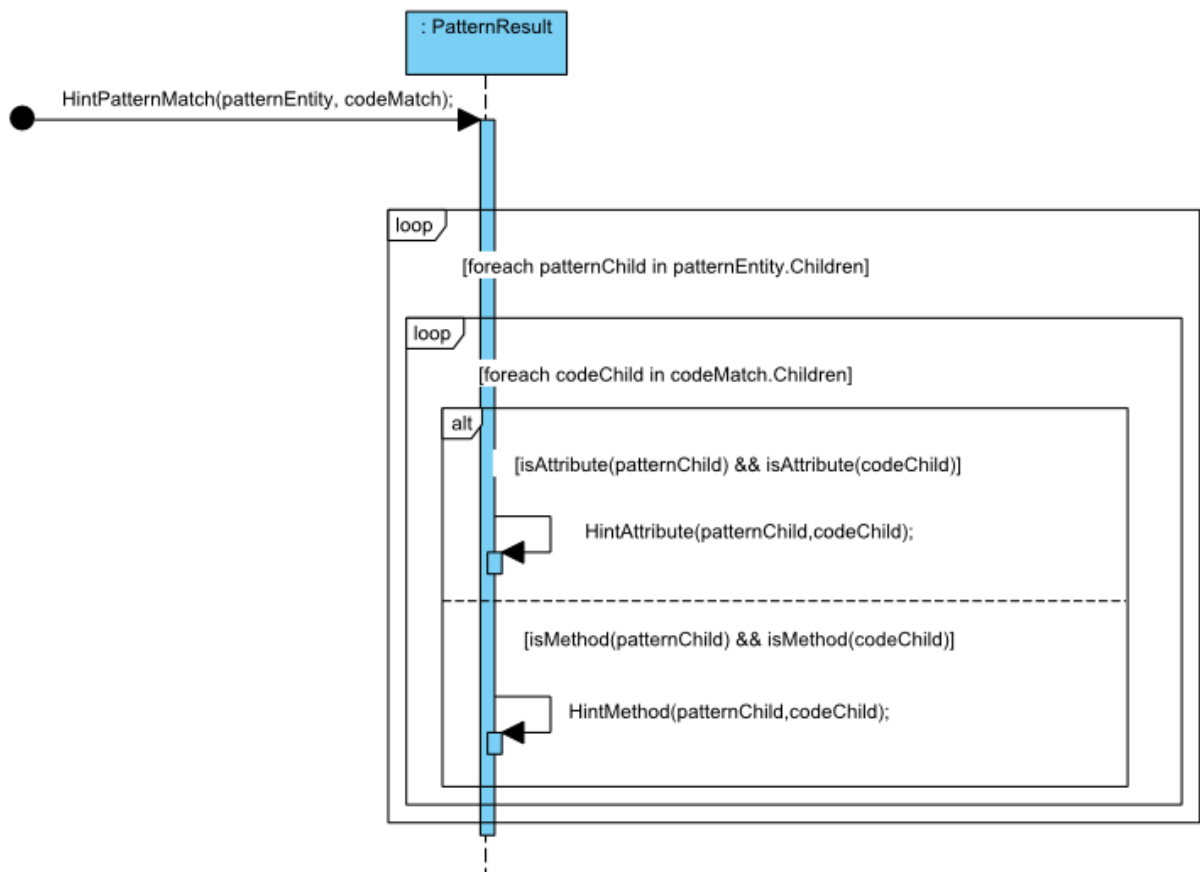 : PatternResult
HintPatternMatch(patternEntity, codeMatch);
loop
[foreach patternChild in patternEntity.Children]
loop
[foreach codeChild in codeMatch.Children]
alt
[isAttribute(patternChild) && isAttribute(codeChild)]
HintAttribute(patternChild,codeChild);
[isMethod(patternChild) && isMethod(codeChild)]
HintMethod(patternChild,codeChild);